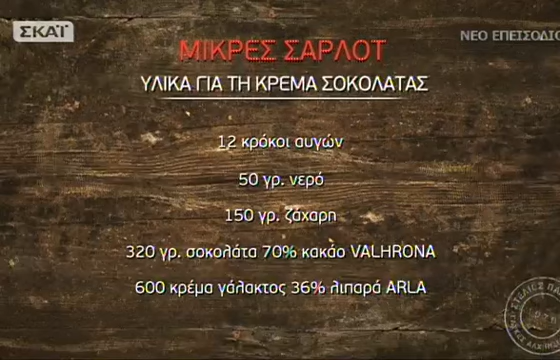 ΣΚΑΪ
ΝΕΟ ΕΠΕΙΣΟΔΙΟ
ΜΙΚΡΕΣ ΣΑΡΛΟΤ
ΥΛΙΚΑ ΓΙΑ ΤΗ ΚΡΕΜΑ ΣΟΚΟΛΑΤΑΣ
12 κρόκοι αυγών
50 γρ. νερό
150 γρ. ζάχαρη
320 γρ. σοκολάτα 70% κακάο VALHRONA
600 κρέμα γάλακτος 36% λιπαρά ARLA